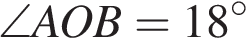 ∠AOB = 18°